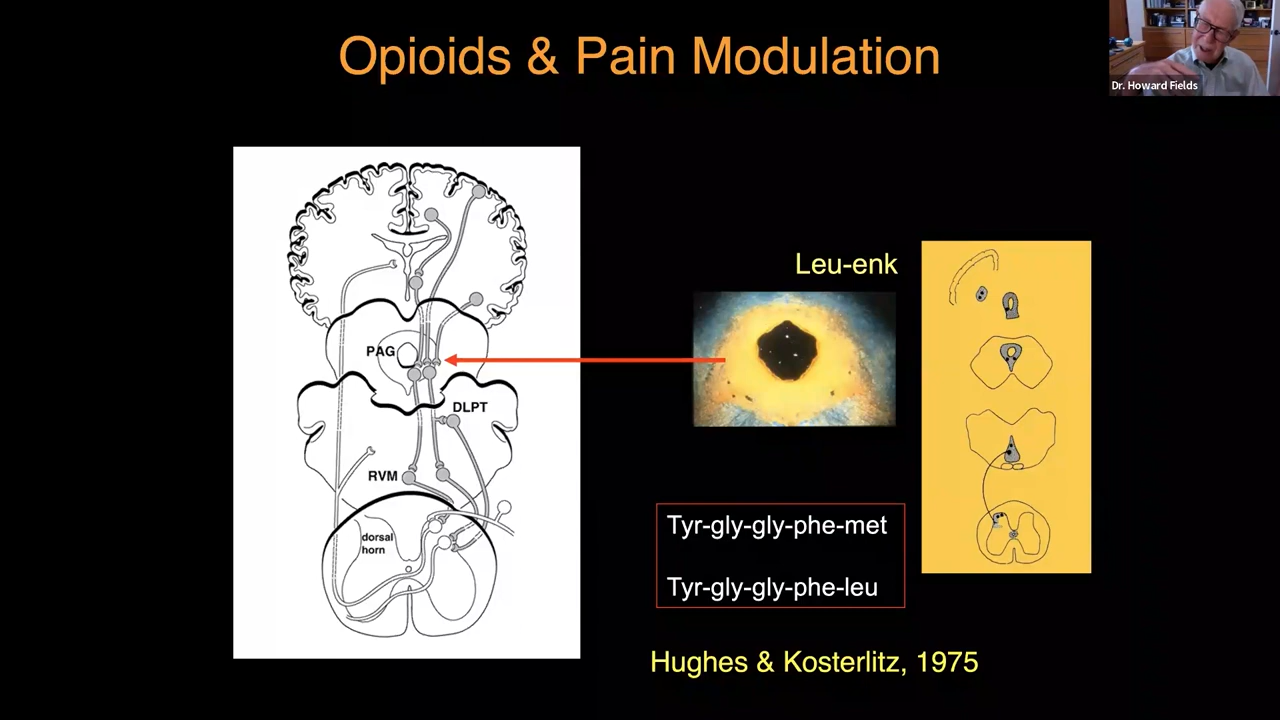 Opioids & Pain Modulation
Dr. Howard Fields
PAG
DLPT
RVM
dorsal
horn
Leu-enk
Tyr-gly-gly-phe-met
Tyr-gly-gly-phe-leu
Hughes & Kosterlitz, 1975